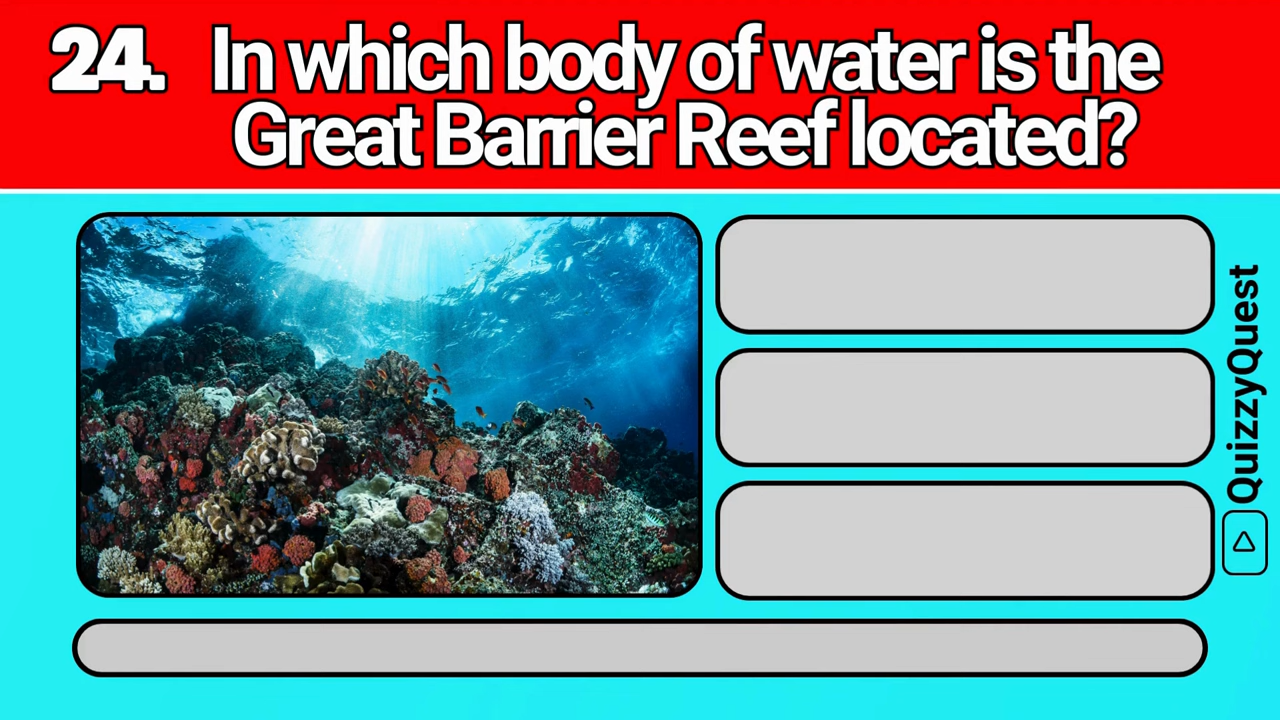 24. In which body of water is the
Great Barrier Reef located?
QuizzyQuest